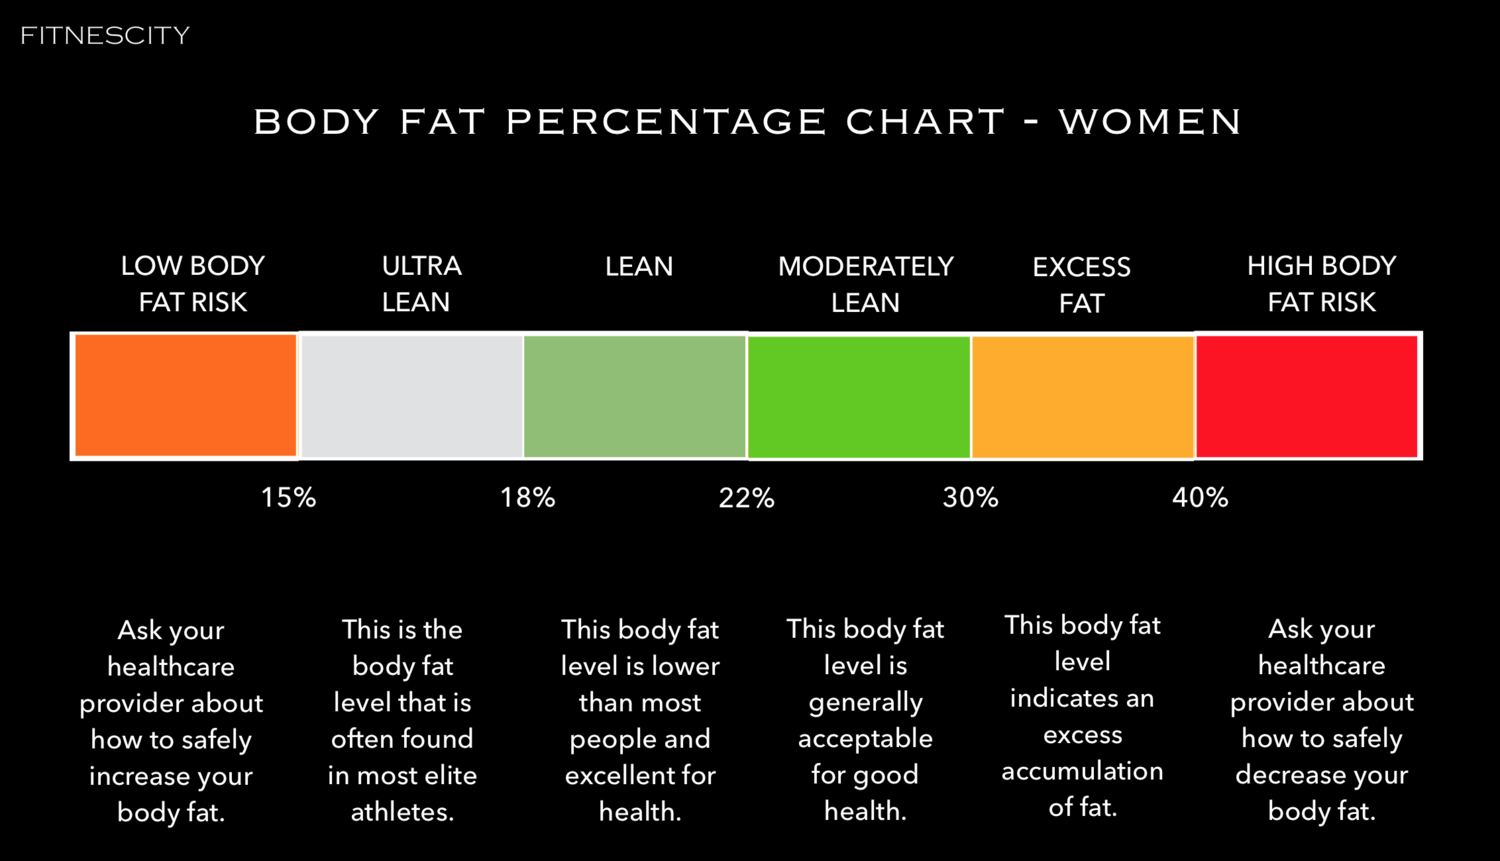 FITNESCITY
BODY FAT PERCENTAGE CHART - WOMEN
LOW BODY
FAT RISK
ULTRA
LEAN
LEAN
MODERATELY
LEAN
EXCESS
FAT
HIGH BODY
FAT RISK
15%
18%
22%
30%
40%
Ask your
healthcare
provider about
how to safely
increase your
body fat.
This is the
body fat
level that is
often found
in most elite
athletes.
This body fat
level is lower
than most
people and
excellent for
health.
This body fat
level is
generally
acceptable
for good
health.
This body fat
level
indicates an
excess
accumulation
of fat.
Ask your
healthcare
provider about
how to safely
decrease your
body fat.